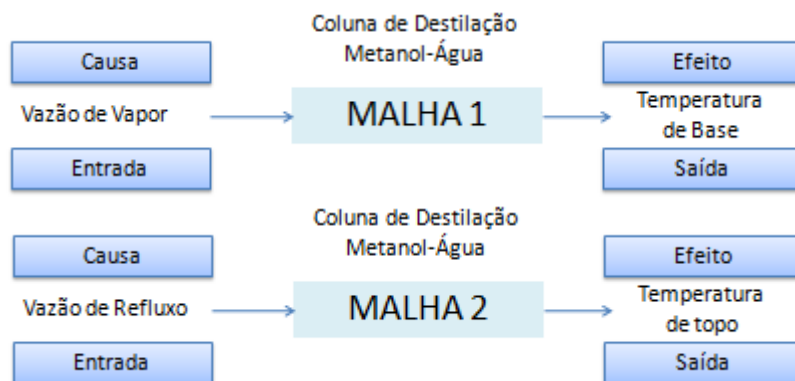 Coluna de Destilação
Metanol-Água
Causa
Efeito
Vazão de Vapor
MALHA 1
Temperatura
de Base
Entrada
Saída
Coluna de Destilação
Metanol-Água
Causa
Efeito
Vazão de Refluxo
MALHA 2
Temperatura
de topo
Entrada
Saída